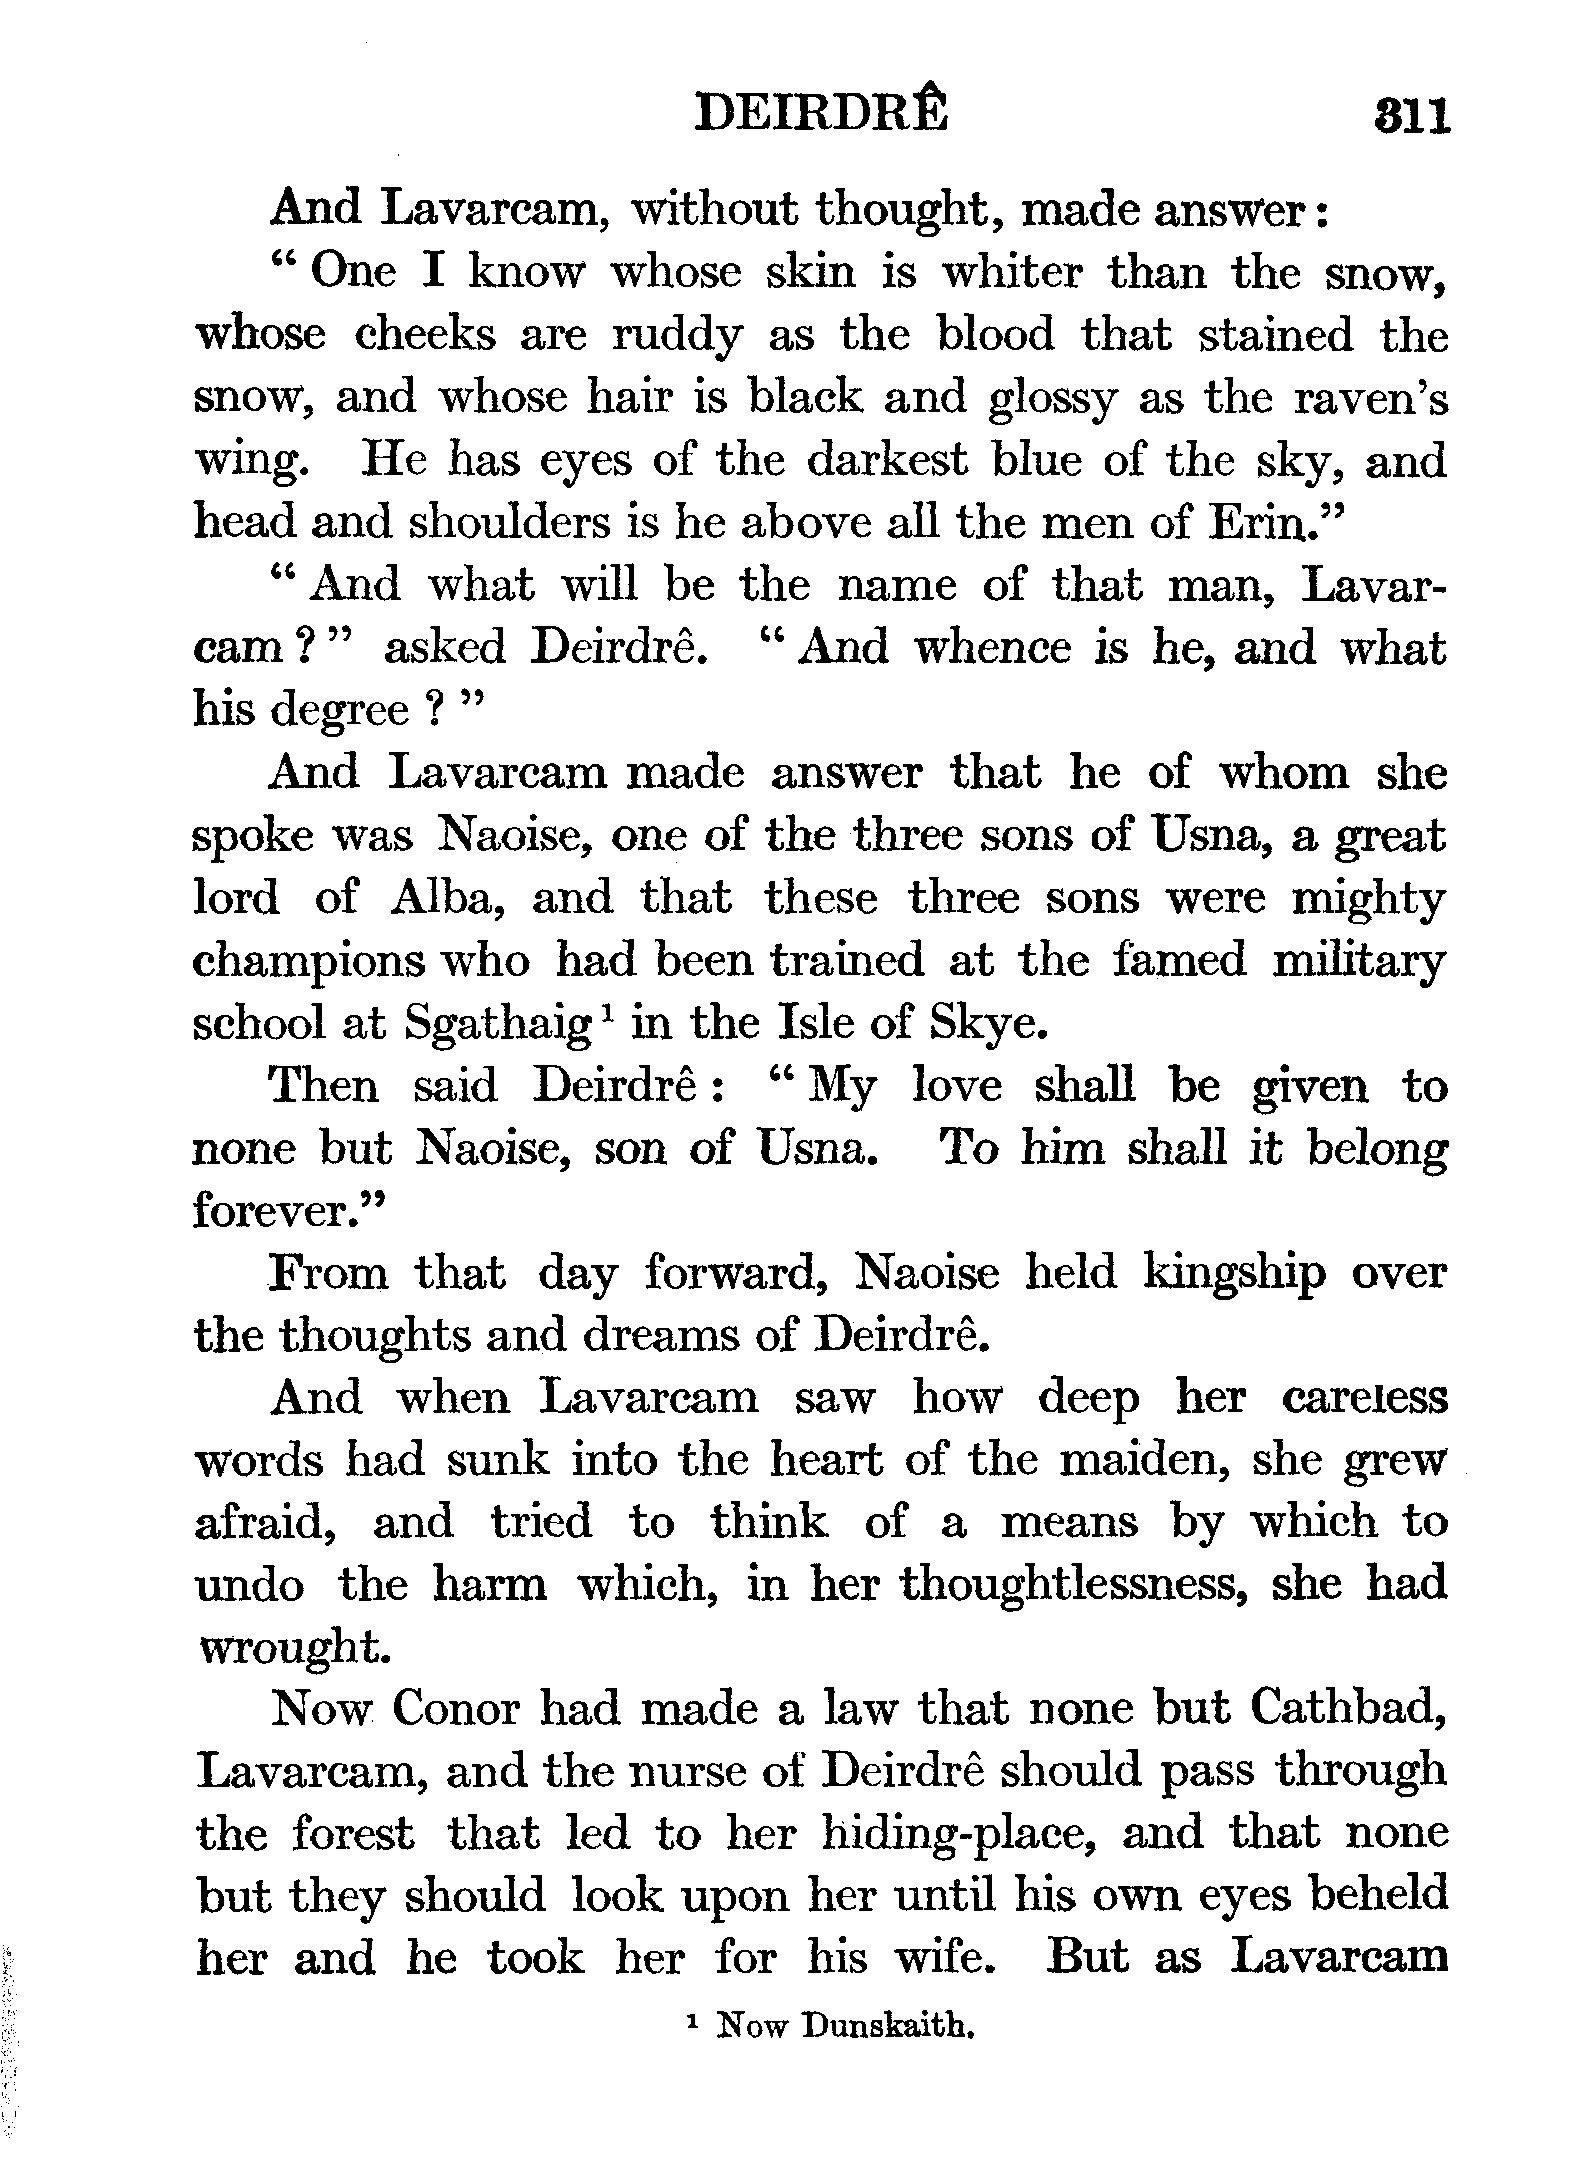 DEIRDRÊ 311
And Lavarcam, without thought, made answer:
“One I know whose skin is whiter than the snow,
whose cheeks are ruddy as the blood that stained the
snow, and whose hair is black and glossy as the raven’s
wing. He has eyes of the darkest blue of the sky, and
head and shoulders is he above all the men of Erin.”
“And what will be the name of that man, Lavar-
cam?” asked Deirdrê. “And whence is he, and what
his degree?”
And Lavarcam made answer that he of whom she
spoke was Naoise, one of the three sons of Usna, a great
lord of Alba, and that these three sons were mighty
champions who had been trained at the famed military
school at Sgathaig¹ in the Isle of Skye.
Then said Deirdrê: “My love shall be given to
none but Naoise, son of Usna. To him shall it belong
forever.”
From that day forward, Naoise held kingship over
the thoughts and dreams of Deirdrê.
And when Lavarcam saw how deep her careless
words had sunk into the heart of the maiden, she grew
afraid, and tried to think of a means by which to
undo the harm which, in her thoughtlessness, she had
wrought.
Now Conor had made a law that none but Cathbad,
Lavarcam, and the nurse of Deirdrê should pass through
the forest that led to her hiding-place, and that none
but they should look upon her until his own eyes beheld
her and he took her for his wife. But as Lavarcam
¹ Now Dunskaith.